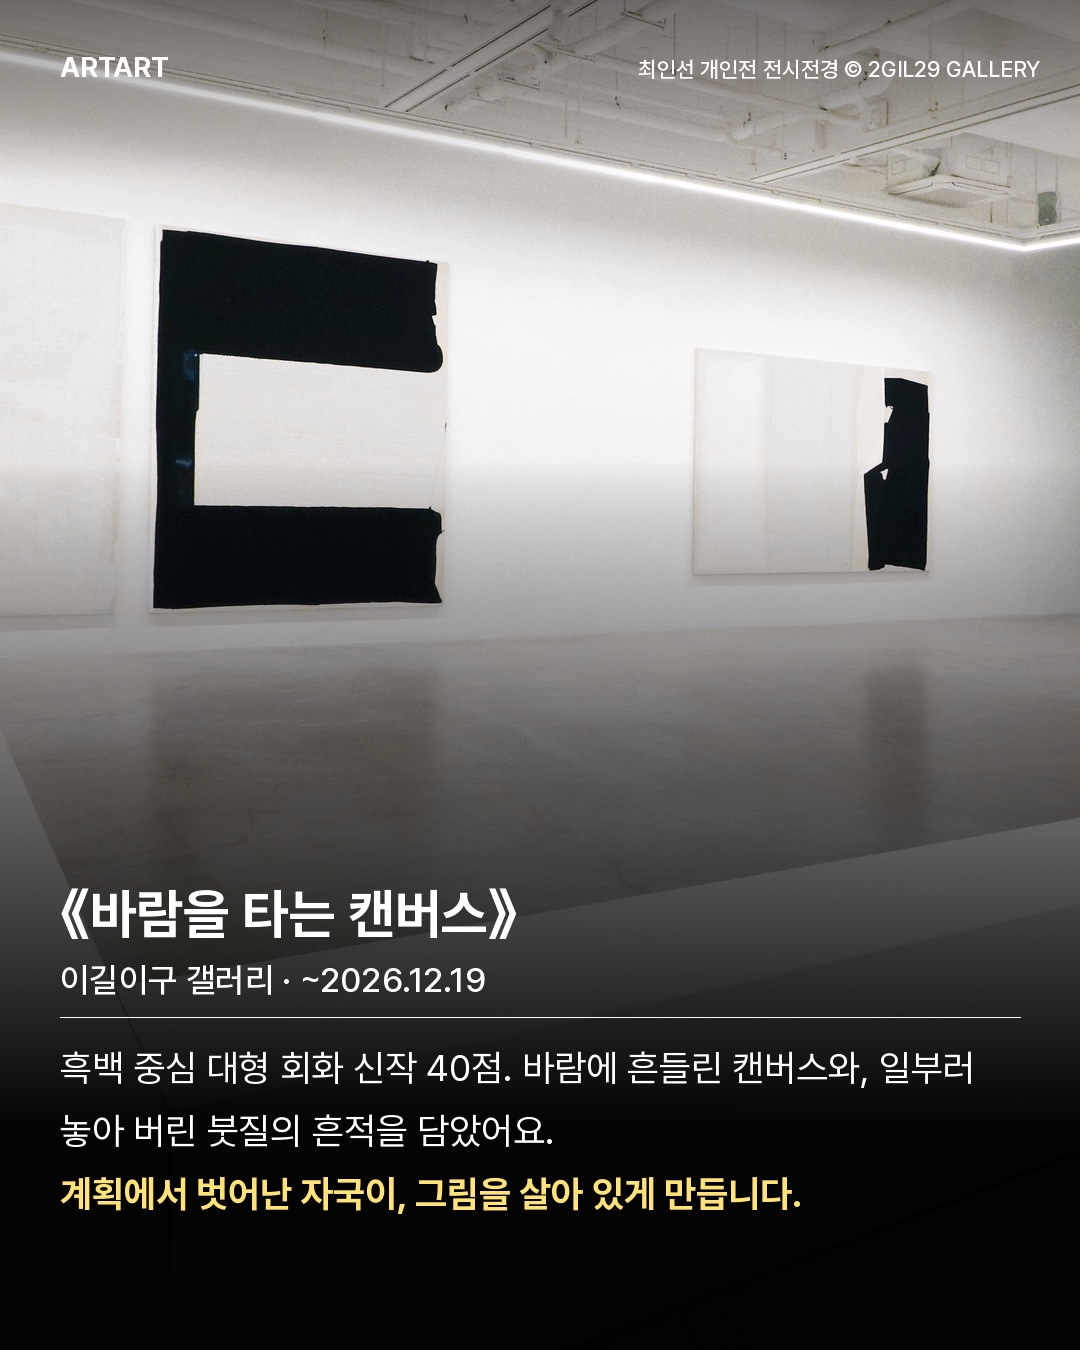 ARTART
최인선 개인전 전시전경 © 2GIL29 GALLERY
《바람을 타는 캔버스》
이길이구 갤러리 · ~2026.12.19
흑백 중심 대형 회화 신작 40점. 바람에 흔들린 캔버스와, 일부러
놓아 버린 붓질의 흔적을 담았어요.
계획에서 벗어난 자국이, 그림을 살아 있게 만듭니다.